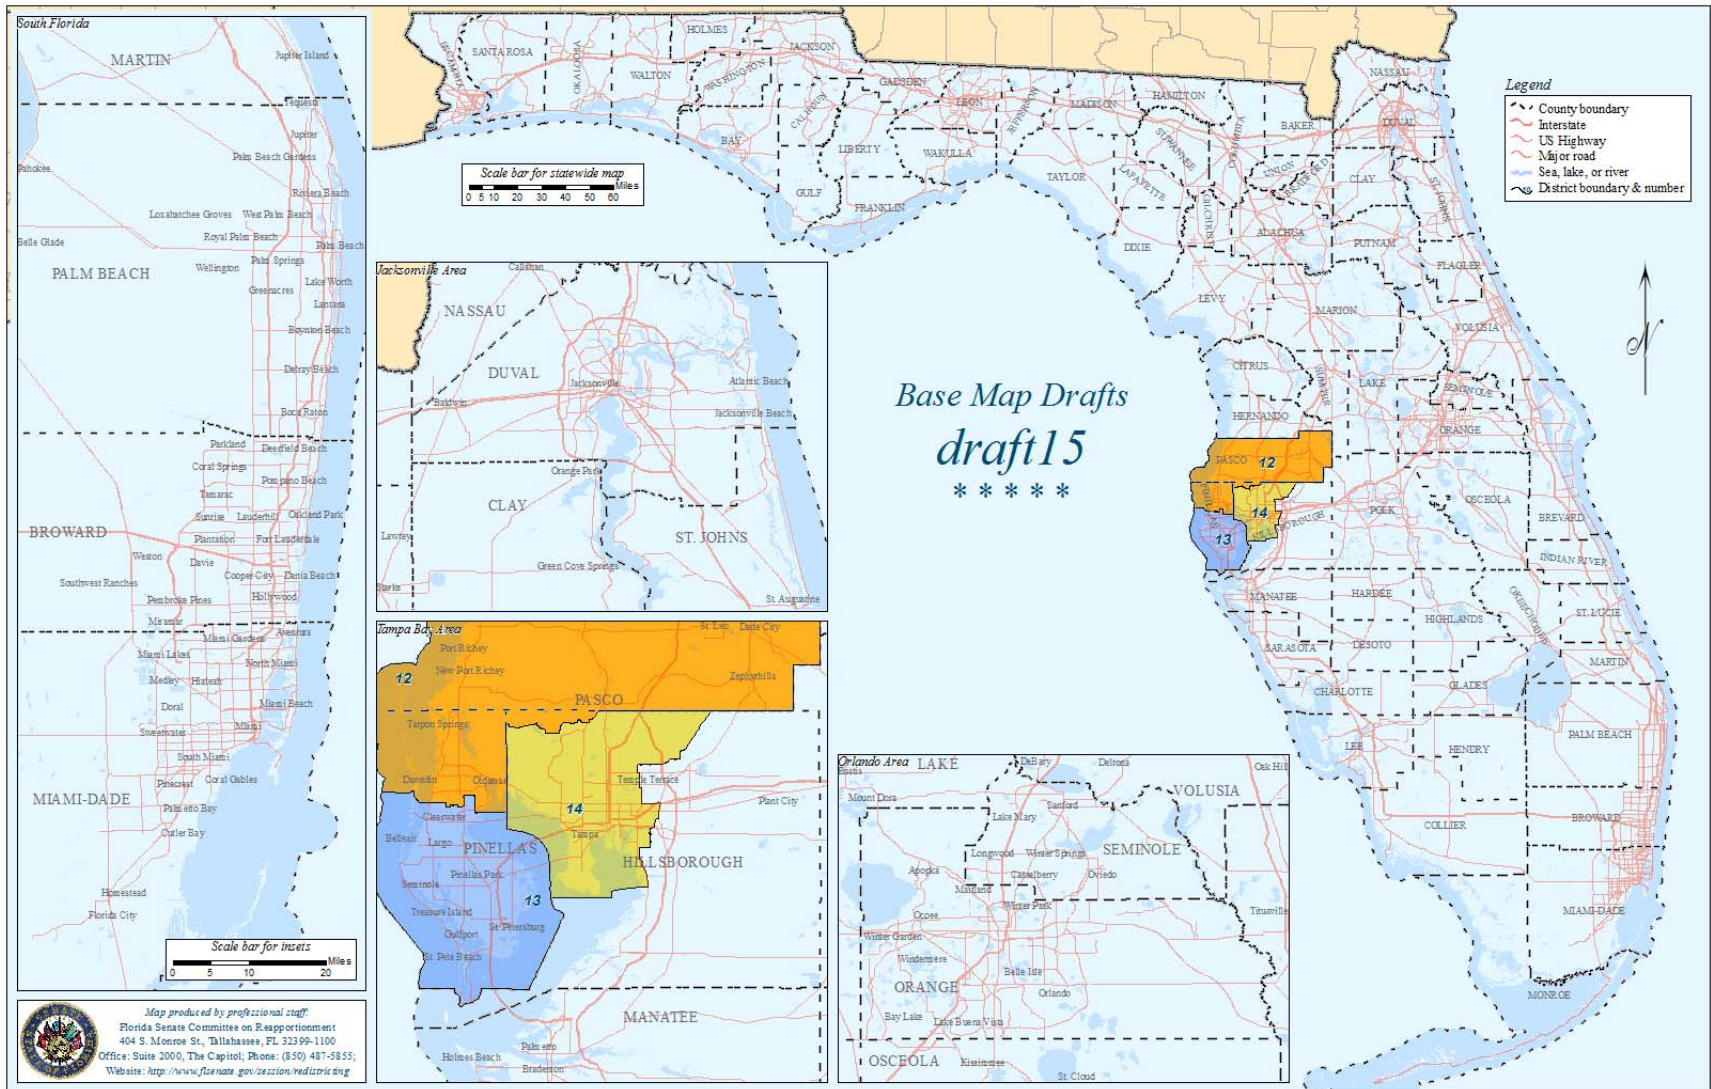 South Florida
MARTIN
Jupiter Island
Tequesta
Jupiter
Palm Beach Gardens
Pahokee
Riviera Beach
Loxahatchee Groves
West Palm Beach
Royal Palm Beach
Palm Beach
Belle Glade
Palm Springs
Wellington
PALM BEACH
Lake Worth
Greenacres
Lantana
Boynton Beach
Delray Beach
Boca Raton
Parkland
Deerfield Beach
Coral Springs
Pompano Beach
Tamarac
Sunrise
Lauderhill
Oakland Park
BROWARD
Plantation
Fort Lauderdale
Weston
Davie
Cooper City
Dania Beach
Southwest Ranches
Pembroke Pines
Hollywood
Miramar
Miami Gardens
Aventura
Miami Lakes
North Miami
Medley
Hialeah
Doral
Miami Beach
Sweetwater
Miami
South Miami
Pinecrest
Coral Gables
MIAMI-DADE
Palmetto Bay
Cutler Bay
Homestead
Florida City
Scale bar for insets
Miles
0 5 10 20
Map produced by professional staff:
Florida Senate Committee on Reapportionment
404 S. Monroe St., Tallahassee, FL 32399-1100
Office: Suite 2000, The Capitol; Phone: (850) 487-5855;
Website: http://www.flsenate.gov/session/redistricting
ESCAMBIA
SANTA ROSA
OKALOOSA
WALTON
HOLMES
WASHINGTON
JACKSON
BAY
CALHOUN
GULF
GADSDEN
LIBERTY
FRANKLIN
LEON
WAKULLA
JEFFERSON
MADISON
TAYLOR
HAMILTON
SUWANNEE
LAFAYETTE
DIXIE
COLUMBIA
GILCHRIST
BAKER
UNION
BRADFORD
ALACHUA
NASSAU
DUVAL
CLAY
ST. JOHNS
PUTNAM
FLAGLER
LEVY
MARION
VOLUSIA
CITRUS
SUMTER
LAKE
SEMINOLE
HERNANDO
ORANGE
PASCO
12
PINELLAS
14
HILLSBOROUGH
13
POLK
OSCEOLA
BREVARD
INDIAN RIVER
MANATEE
HARDEE
OKEECHOBEE
ST. LUCIE
HIGHLANDS
SARASOTA
DESOTO
MARTIN
CHARLOTTE
GLADES
LEE
HENDRY
PALM BEACH
COLLIER
BROWARD
MIAMI-DADE
MONROE
Scale bar for statewide map
Miles
0 5 10 20 30 40 50 60
Base Map Drafts
draft15
* * * * *
Legend
County boundary
Interstate
US Highway
Major road
Sea, lake, or river
District boundary & number
N
Jacksonville Area
Callahan
NASSAU
DUVAL
Jacksonville
Atlantic Beach
Baldwin
Jacksonville Beach
Orange Park
CLAY
Lawtey
ST. JOHNS
Green Cove Springs
Starke
St. Augustine
Tampa Bay Area
St. Leo
Dade City
Port Richey
New Port Richey
12
Zephyrhills
PASCO
Tarpon Springs
Dunedin
Oldsmar
Temple Terrace
Plant City
14
Clearwater
Tampa
Belleair
Largo
PINELLAS
HILLSBOROUGH
Pinellas Park
Seminole
13
Treasure Island
St. Petersburg
Gulfport
St. Pete Beach
MANATEE
Palmetto
Holmes Beach
Bradenton
Orlando Area
Eustis
LAKE
DeBary
Deltona
Oak Hill
Mount Dora
VOLUSIA
Sanford
Lake Mary
Longwood
Winter Springs
SEMINOLE
Apopka
Casselberry
Oviedo
Maitland
Winter Park
Ocoee
Titusville
Winter Garden
Windermere
Belle Isle
ORANGE
Orlando
Bay Lake
Lake Buena Vista
OSCEOLA
Kissimmee
St. Cloud